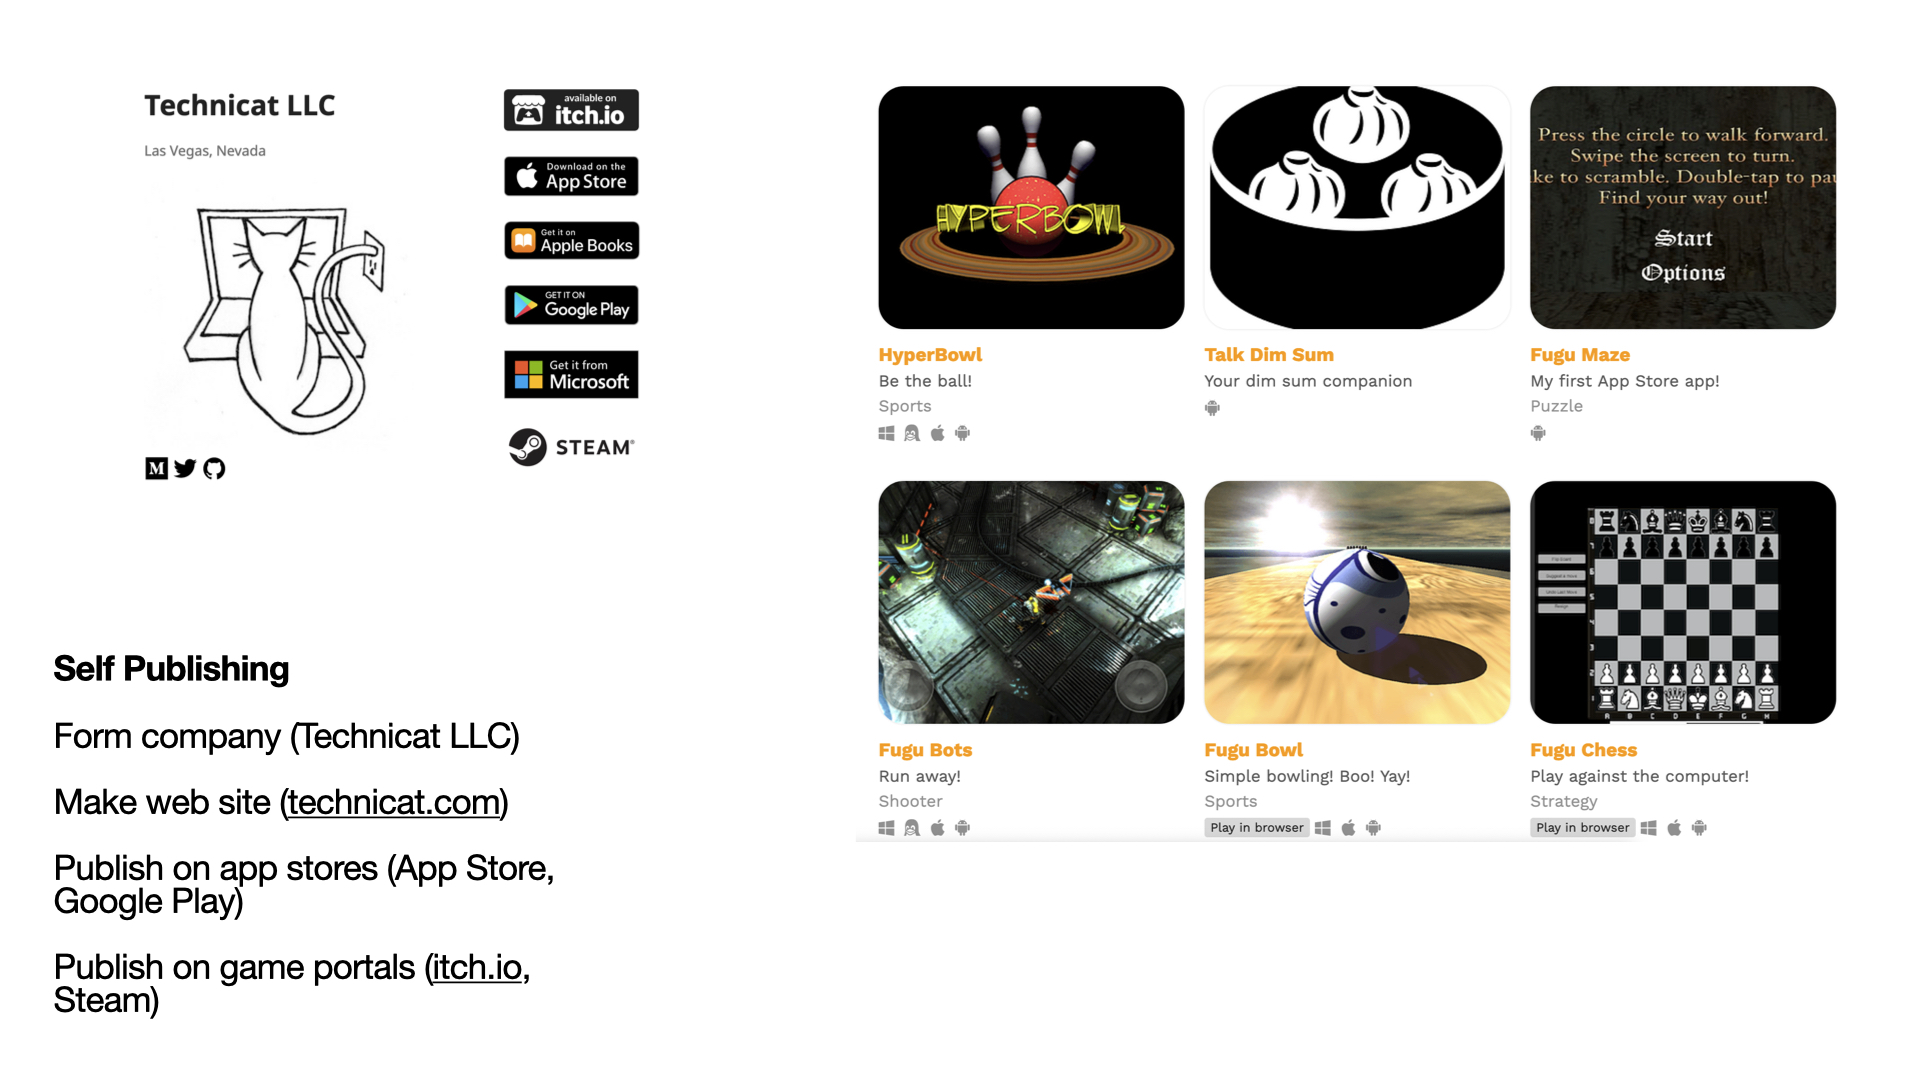 Technicat LLC
Las Vegas, Nevada
available on
itch.io
Download on the
App Store
Get it on
Apple Books
GET IT ON
Google Play
Get it from
Microsoft
STEAM®
M
Self Publishing
Form company (Technicat LLC)
Make web site (technicat.com)
Publish on app stores (App Store,
Google Play)
Publish on game portals (itch.io,
Steam)
HYPERBOWL
HyperBowl
Be the ball!
Sports
Talk Dim Sum
Your dim sum companion
Press the circle to walk forward.
Swipe the screen to turn.
ke to scramble. Double-tap to pau
Find your way out!
Start
Options
Fugu Maze
My first App Store app!
Puzzle
Fugu Bots
Run away!
Shooter
Fugu Bowl
Simple bowling! Boo! Yay!
Sports
Play in browser
A B C D E F G H
Fugu Chess
Play against the computer!
Strategy
Play in browser